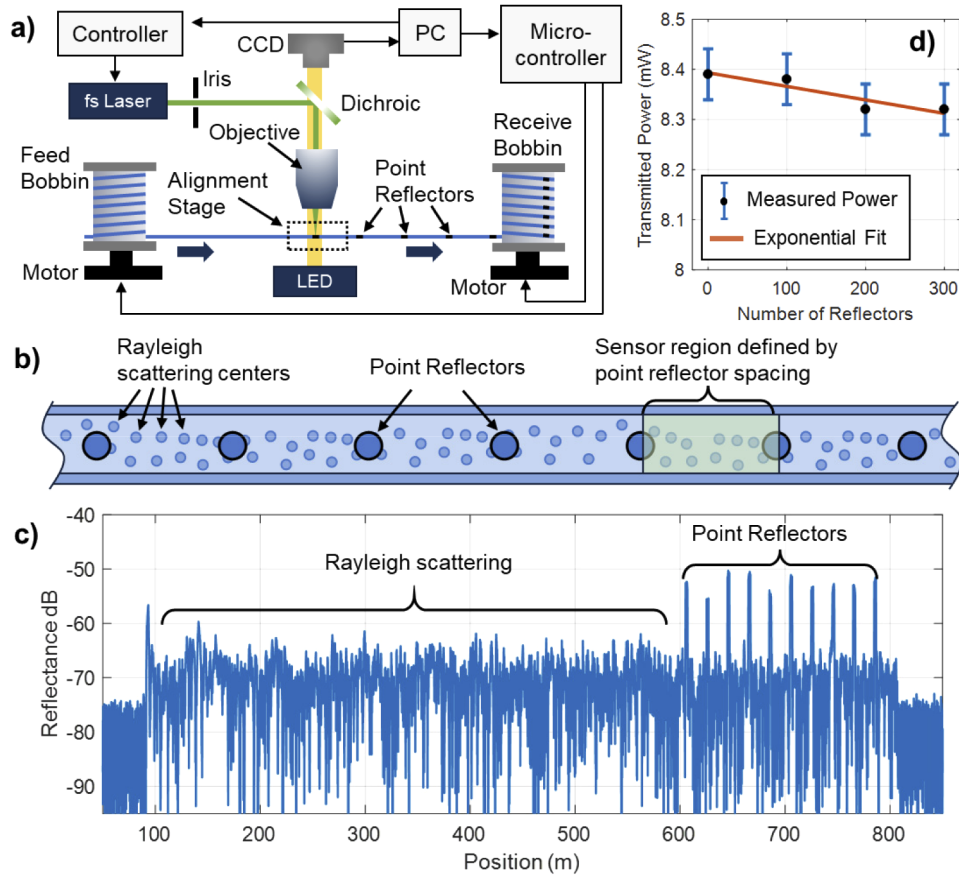 a)
Controller
CCD
PC
Micro-
controller
fs Laser
Iris
Dichroic
Objective
Feed
Bobbin
Alignment
Stage
Point
Reflectors
Receive
Bobbin
Motor
LED
Motor
d)
Transmitted Power (mW)
8.4
8.3
8.2
8.1
8
Measured Power
Exponential Fit
0
100
200
300
Number of Reflectors
b)
Rayleigh
scattering centers
Point Reflectors
Sensor region defined by
point reflector spacing
c)
Reflectance dB
-40
-50
-60
-70
-80
-90
Rayleigh scattering
Point Reflectors
100
200
300
400
500
600
700
800
Position (m)